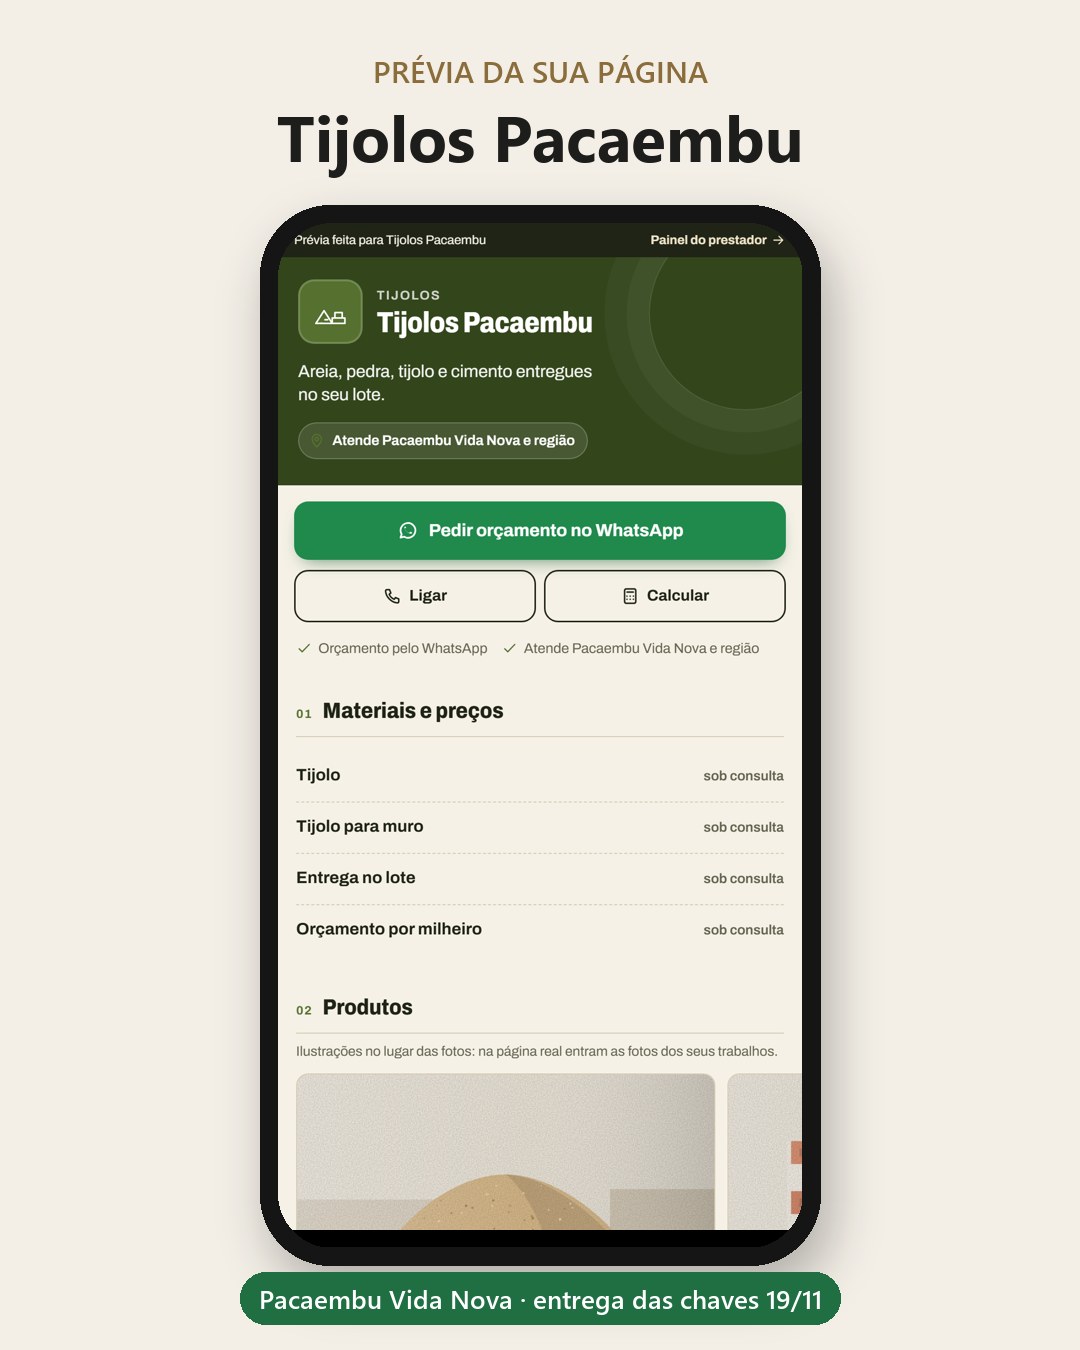 PRÉVIA DA SUA PÁGINA
Tijolos Pacaembu
Prévia feita para Tijolos Pacaembu
Painel do prestador →
TIJOLOS
Tijolos Pacaembu
Areia, pedra, tijolo e cimento entregues
no seu lote.
Atende Pacaembu Vida Nova e região
Pedir orçamento no WhatsApp
Ligar
Calcular
Orçamento pelo WhatsApp
Atende Pacaembu Vida Nova e região
01 Materiais e preços
Tijolo sob consulta
Tijolo para muro sob consulta
Entrega no lote sob consulta
Orçamento por milheiro sob consulta
02 Produtos
Ilustrações no lugar das fotos: na página real entram as fotos dos seus trabalhos.
Pacaembu Vida Nova · entrega das chaves 19/11